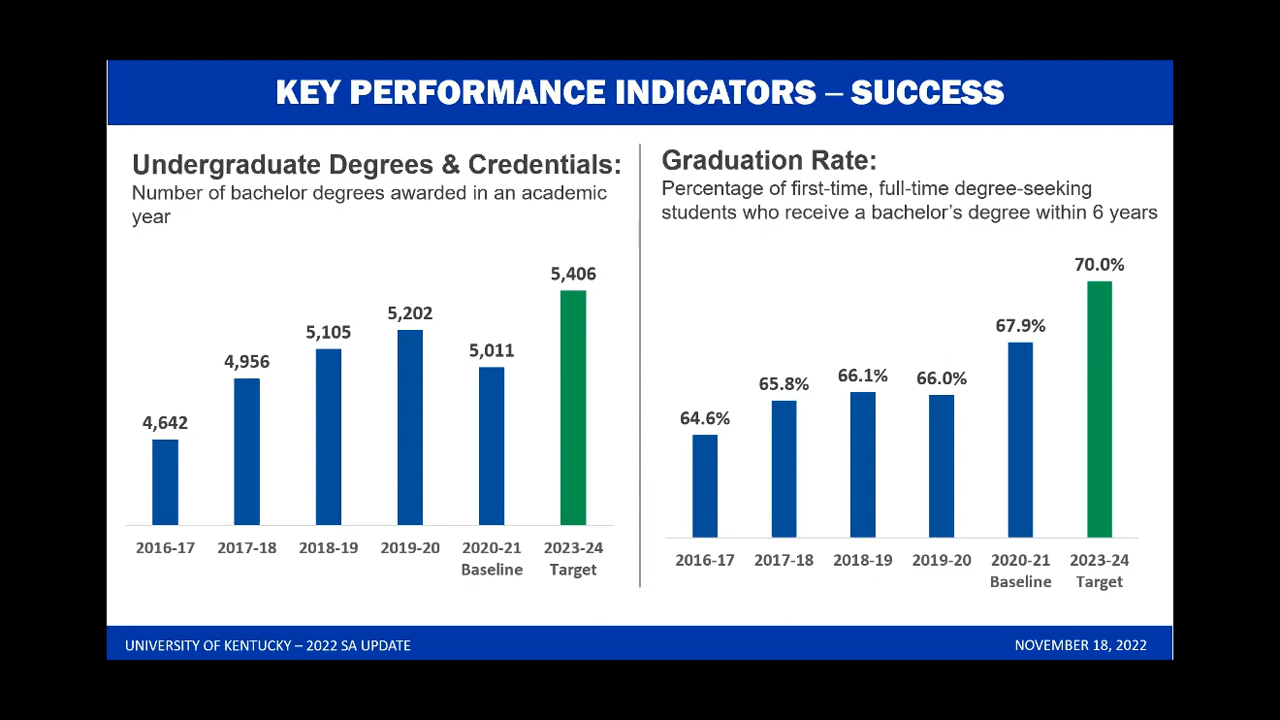 KEY PERFORMANCE INDICATORS – SUCCESS
Undergraduate Degrees & Credentials:
Number of bachelor degrees awarded in an academic
year
4,642
4,956
5,105
5,202
5,011
5,406
2016-17 2017-18 2018-19 2019-20 2020-21 2023-24
Baseline Target
Graduation Rate:
Percentage of first-time, full-time degree-seeking
students who receive a bachelor’s degree within 6 years
64.6%
65.8%
66.1%
66.0%
67.9%
70.0%
2016-17 2017-18 2018-19 2019-20 2020-21 2023-24
Baseline Target
UNIVERSITY OF KENTUCKY – 2022 SA UPDATE
NOVEMBER 18, 2022